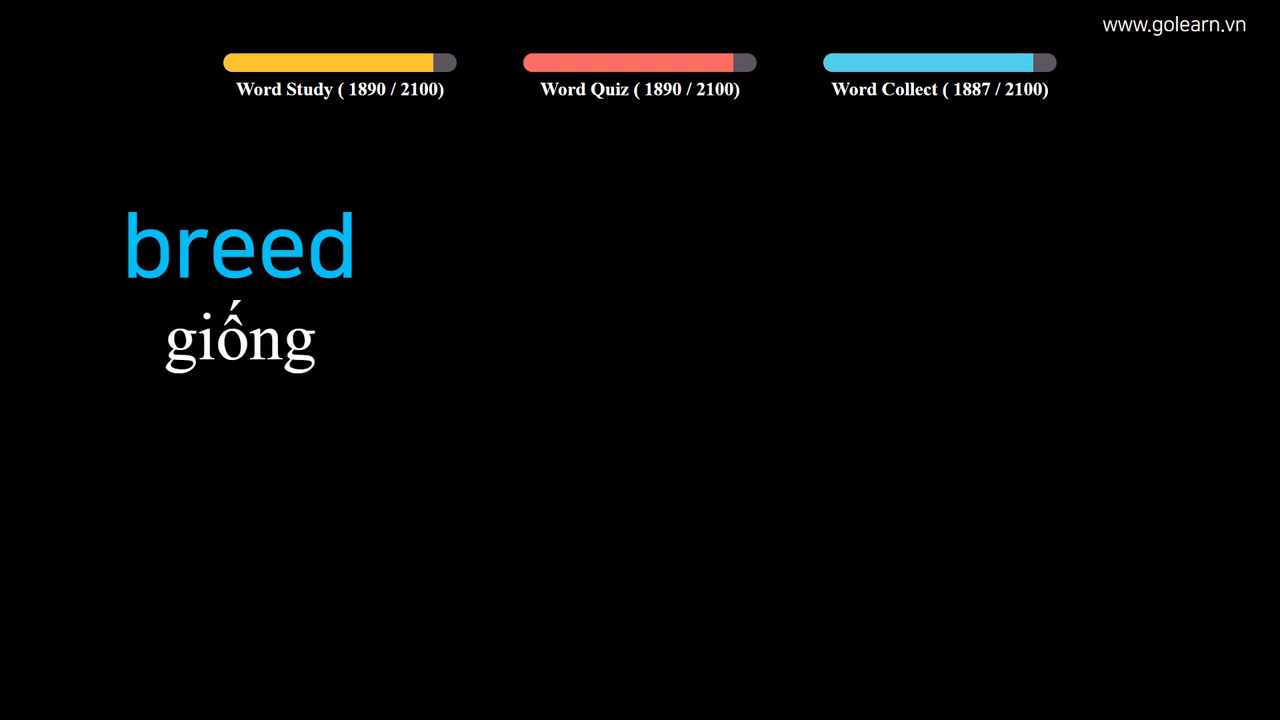 www.golearn.vn
Word Study ( 1890 / 2100)
Word Quiz ( 1890 / 2100)
Word Collect ( 1887 / 2100)
breed
giống